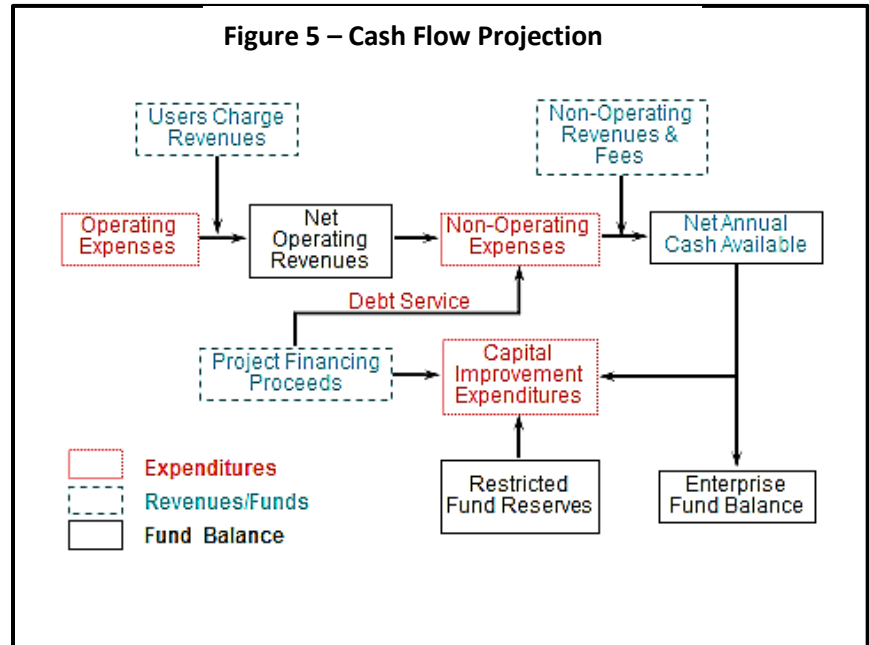 Figure 5 – Cash Flow Projection
Users Charge
Revenues
Non-Operating
Revenues &
Fees
Operating
Expenses
Net
Operating
Revenues
Non-Operating
Expenses
Net Annual
Cash Available
Debt Service
Project Financing
Proceeds
Capital
Improvement
Expenditures
Restricted
Fund Reserves
Enterprise
Fund Balance
Expenditures
Revenues/Funds
Fund Balance